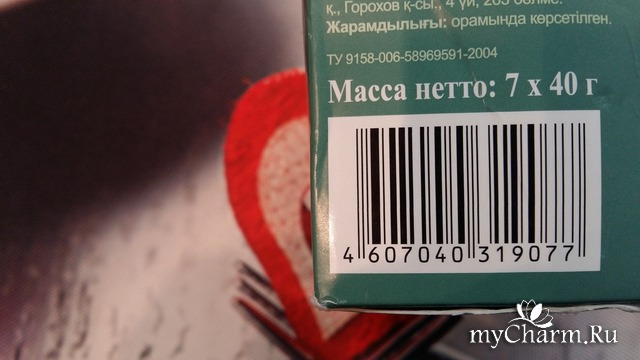 қ., Горохов қ-сы., 4 үй, 203 бөлме.
Жарамдылығы: орамында көрсетілген.
ТУ 9158-006-58969591-2004
Масса нетто: 7 х 40 г
4 607040 319077
myCharm.Ru